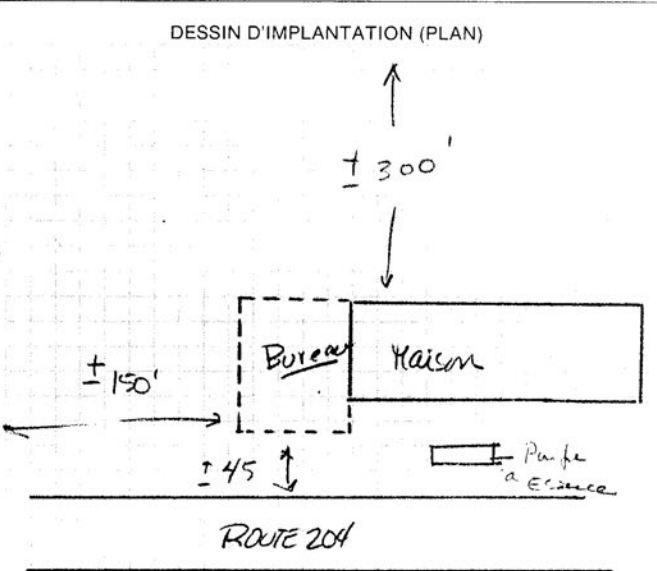 DESSIN D'IMPLANTATION (PLAN)
± 300'
Bureau
Maison
± 150'
± 45
Pompe
à Essence
ROUTE 204